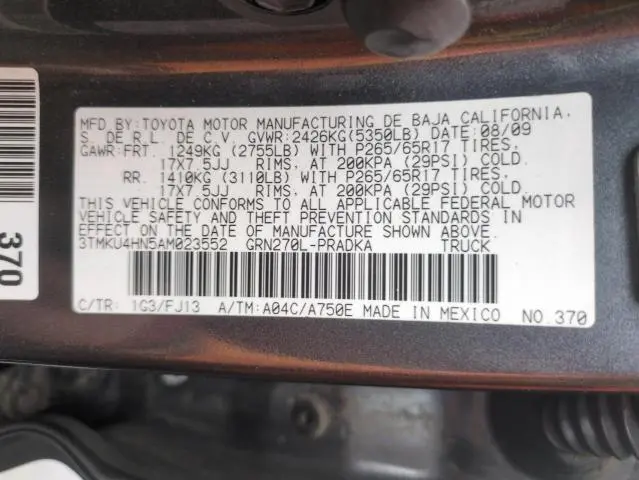 MFD BY:TOYOTA MOTOR MANUFACTURING DE BAJA CALIFORNIA,
S. DE R.L. DE C.V. GVWR:2426KG(5350LB) DATE:08/09
GAWR:FRT. 1249KG (2755LB) WITH P265/65R17 TIRES,
17X7.5JJ RIMS, AT 200KPA (29PSI) COLD.
RR. 1410KG (3110LB) WITH P265/65R17 TIRES,
17X7.5JJ RIMS, AT 200KPA (29PSI) COLD.
THIS VEHICLE CONFORMS TO ALL APPLICABLE FEDERAL MOTOR
VEHICLE SAFETY AND THEFT PREVENTION STANDARDS IN
EFFECT ON THE DATE OF MANUFACTURE SHOWN ABOVE.
3TMKU4HN5AM023552 GRN270L-PRADKA TRUCK
C/TR: 1G3/FJ13 A/TM:A04C/A750E MADE IN MEXICO NO.370
370